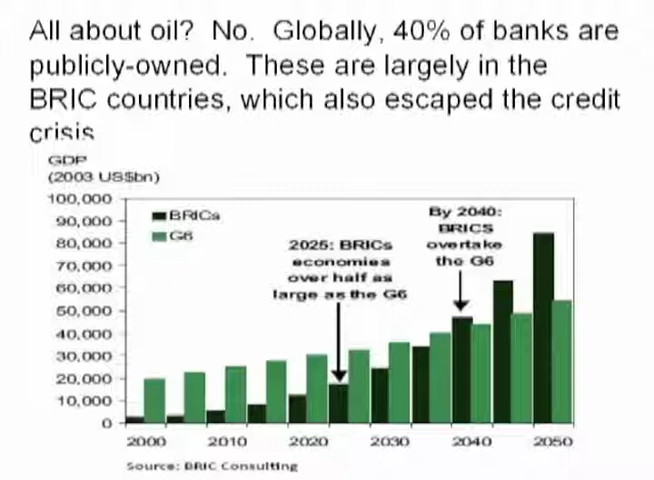 All about oil? No. Globally, 40% of banks are
publicly-owned. These are largely in the
BRIC countries, which also escaped the credit
crisis
GDP
(2003 US$bn)
100,000
90,000
80,000
70,000
60,000
50,000
40,000
30,000
20,000
10,000
0
BRICs
G6
2025: BRICs
economies
over half as
large as the G6
By 2040:
BRICS
overtake
the G6
2000 2010 2020 2030 2040 2050
Source: BRIC Consulting